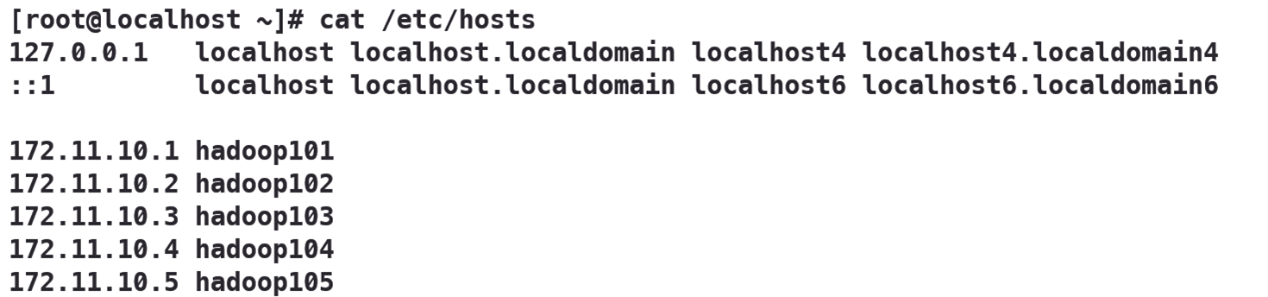 [root@localhost ~]# cat /etc/hosts
127.0.0.1   localhost localhost.localdomain localhost4 localhost4.localdomain4
::1         localhost localhost.localdomain localhost6 localhost6.localdomain6

172.11.10.1 hadoop101
172.11.10.2 hadoop102
172.11.10.3 hadoop103
172.11.10.4 hadoop104
172.11.10.5 hadoop105